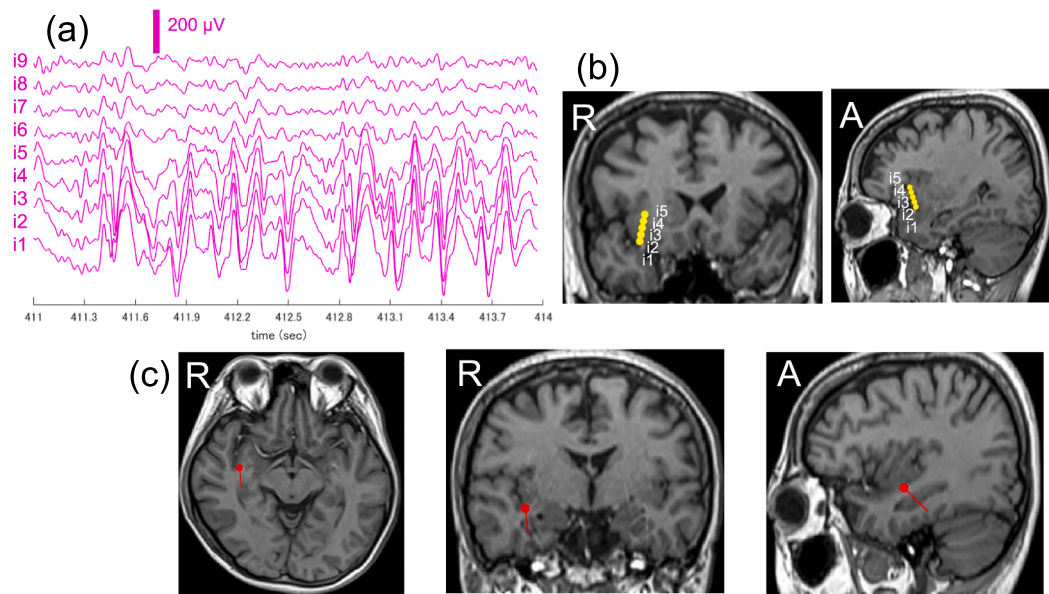 (a)
200 μV
i9
i8
i7
i6
i5
i4
i3
i2
i1
411 411.3 411.6 411.9 412.2 412.5 412.8 413.1 413.4 413.7 414
time (sec)
(b)
R
i5
i4
i3
i2
i1
A
i5
i4
i3
i2
i1
(c)
R
R
A